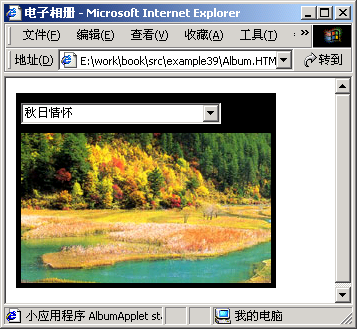 电子相册 - Microsoft Internet Explorer
文件(F) 编辑(E) 查看(V) 收藏(A) 工具(T) »
地址(D) E:\work\book\src\example39\Album.HTM 转到
秋日情怀
小应用程序 AlbumApplet st 我的电脑